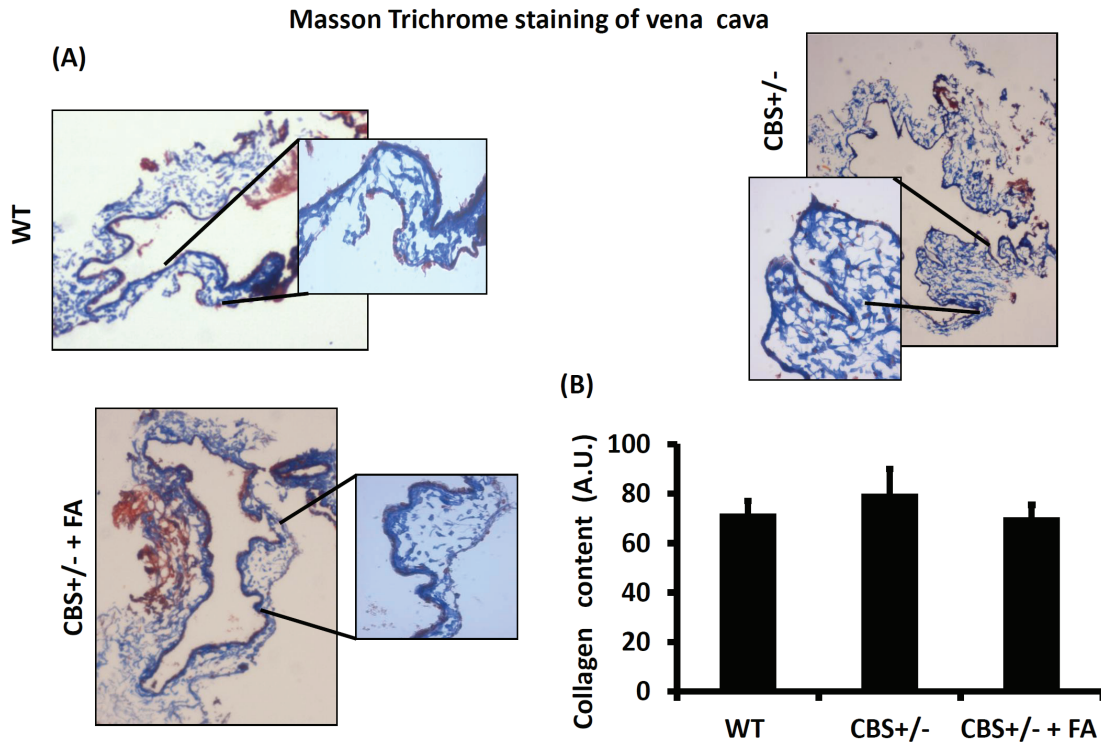 Masson Trichrome staining of vena cava
(A)
WT
CBS+/-
CBS+/- + FA
(B)
Collagen content (A.U.)
100
80
60
40
20
0
WT CBS+/- CBS+/- + FA